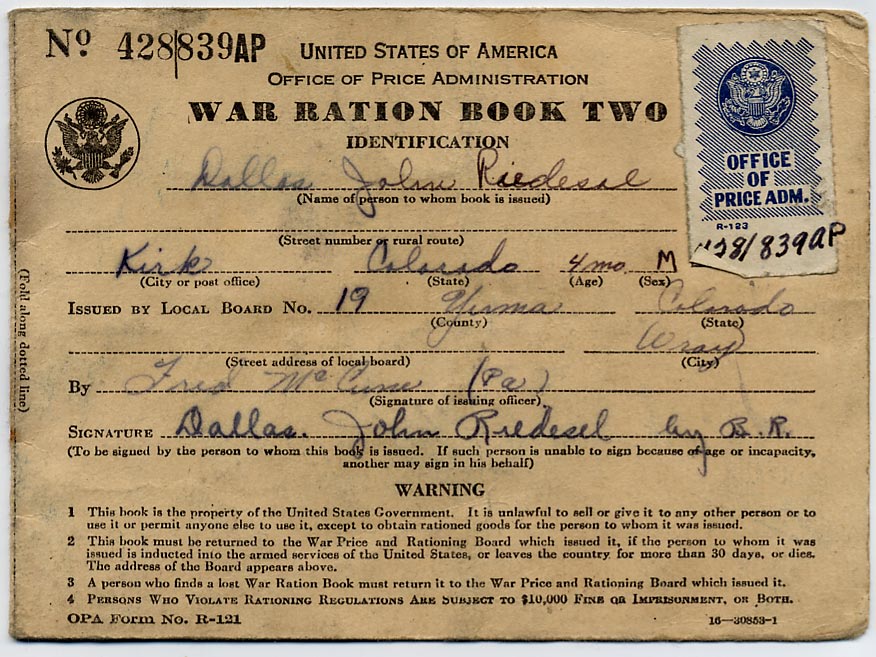 Nº 428839AP
UNITED STATES OF AMERICA
OFFICE OF PRICE ADMINISTRATION
WAR RATION BOOK TWO
IDENTIFICATION
OFFICE
OF
PRICE ADM.
R-123
428/839AP
Dallas John Riedesel
(Name of person to whom book is issued)
(Street number or rural route)
Kirk Colorado 4 mo M
(City or post office) (State) (Age) (Sex)
ISSUED BY LOCAL BOARD NO. 19 Yuma Colorado
(County) (State)
Wray
(Street address of local board) (City)
By Fred Mc (Pa)
(Signature of issuing officer)
SIGNATURE Dallas. John Riedesel by B.R.
(To be signed by the person to whom this book is issued. If such person is unable to sign because of age or incapacity,
another may sign in his behalf)
WARNING
1 This book is the property of the United States Government. It is unlawful to sell or give it to any other person or to
use it or permit anyone else to use it, except to obtain rationed goods for the person to whom it was issued.
2 This book must be returned to the War Price and Rationing Board which issued it, if the person to whom it was
issued is inducted into the armed services of the United States, or leaves the country for more than 30 days, or dies.
The address of the Board appears above.
3 A person who finds a lost War Ration Book must return it to the War Price and Rationing Board which issued it.
4 PERSONS WHO VIOLATE RATIONING REGULATIONS ARE SUBJECT TO $10,000 FINE OR IMPRISONMENT, OR BOTH.
OPA Form No. R-121 16—30853-1
(Fold along dotted line)